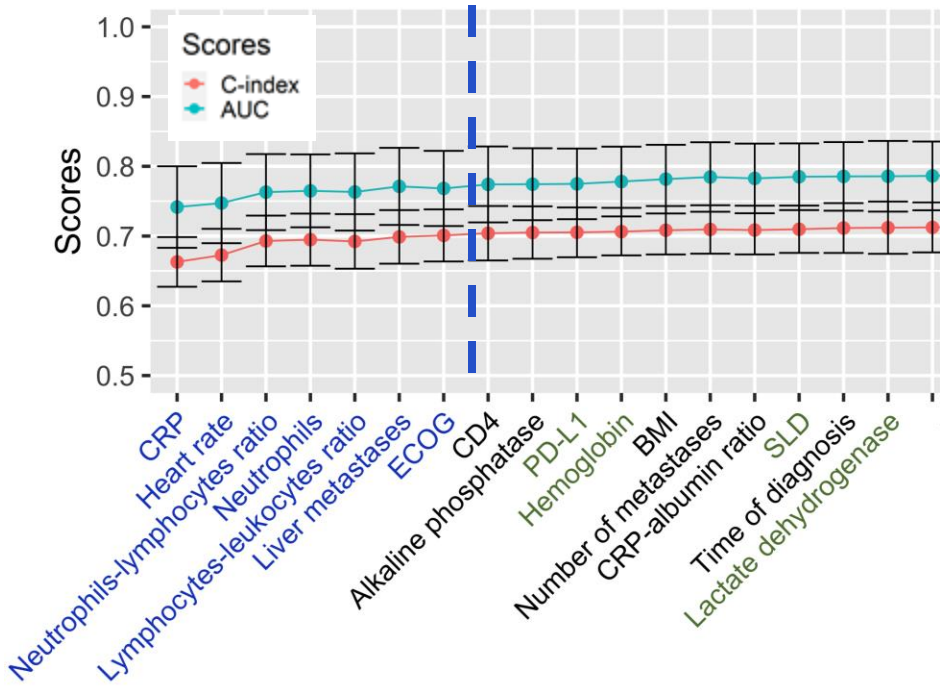 Scores
C-index
AUC
Scores
1.0
0.9
0.8
0.7
0.6
0.5
CRP
Heart rate
Neutrophils-lymphocytes ratio
Neutrophils
Lymphocytes-leukocytes ratio
Liver metastases
ECOG
CD4
Alkaline phosphatase
PD-L1
Hemoglobin
BMI
Number of metastases
CRP-albumin ratio
SLD
Time of diagnosis
Lactate dehydrogenase